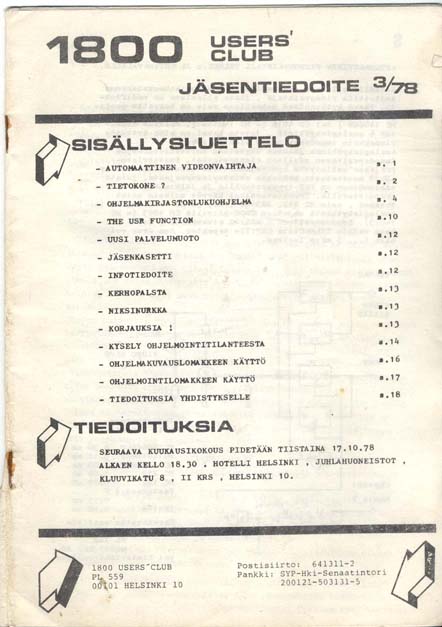 1800 USERS' CLUB
JÄSENTIEDOITE 3/78
SISÄLLYSLUETTELO
- AUTOMAATTINEN VIDEONVAIHTAJA s. 1
- TIETOKONE ? s. 2
- OHJELMAKIRJASTONLUKUOHJELMA s. 4
- THE USR FUNCTION s.10
- UUSI PALVELUMUOTO s.12
- JÄSENKASETTI s.12
- INFOTIEDOITE s.12
- KERHOPALSTA s.13
- NIKSINURKKA s.13
- KORJAUKSIA ! s.13
- KYSELY OHJELMOINTITILANTEESTA s.14
- OHJELMAKUVAUSLOMAKKEEN KÄYTTÖ s.16
- OHJELMOINTILOMAKKEEN KÄYTTÖ s.17
- TIEDOITUKSIA YHDISTYKSELLE s.18
TIEDOITUKSIA
SEURAAVA KUUKAUSIKOKOUS PIDETÄÄN TIISTAINA 17.10.78
ALKAEN KELLO 18.30 , HOTELLI HELSINKI , JUHLAHUONEISTOT ,
KLUUVIKATU 8 , II KRS , HELSINKI 10.
1800 USERS´CLUB
PL 559
00101 HELSINKI 10
Postisiirto: 641311-2
Pankki: SYP-Hki-Senaatintori
200121-503131-5